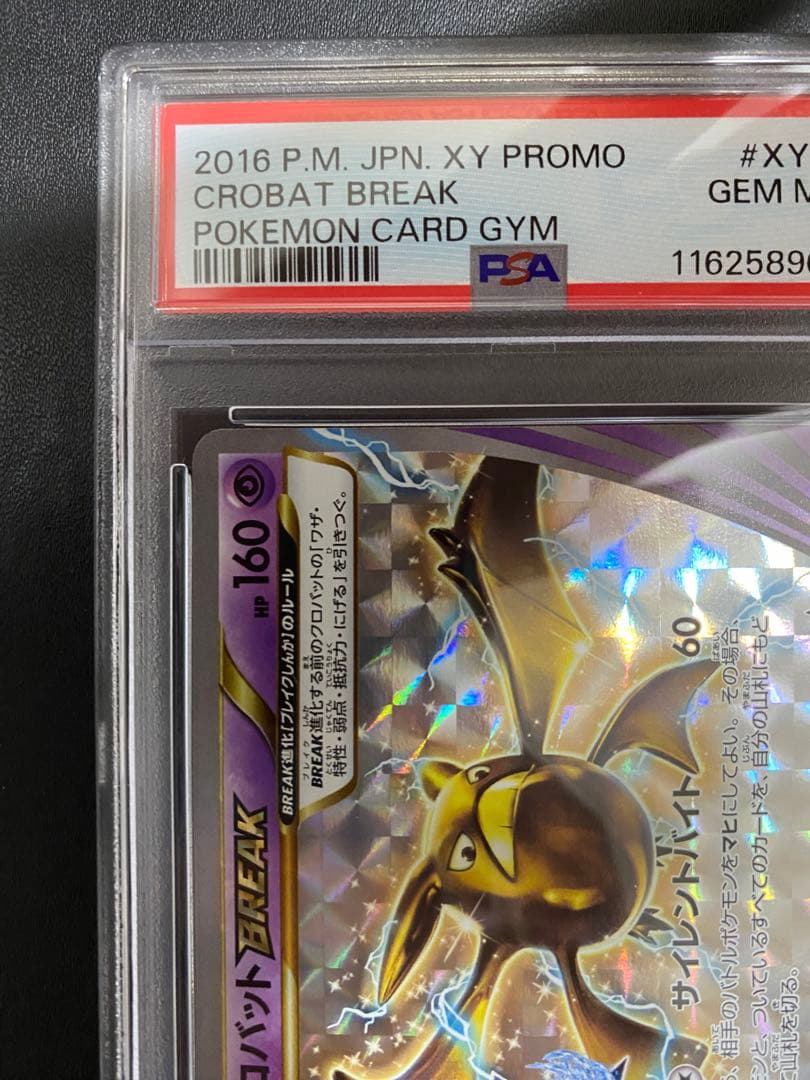 2016 P.M. JPN. XY PROMO #XY
CROBAT BREAK GEM M
POKEMON CARD GYM
PSA 1162589
HP 160
BREAK進化[ブレイクしんか]のルール
BREAK進化する前のクロバットの「ワザ・
特性・弱点・抵抗力・にげる」を引きつぐ。
ロバット BREAK
サイレントバイト 60
相手のバトルポケモンをマヒにしてよい。その場合、
ンと、ついているすべてのカードを、自分の山札にもど
山札を切る。